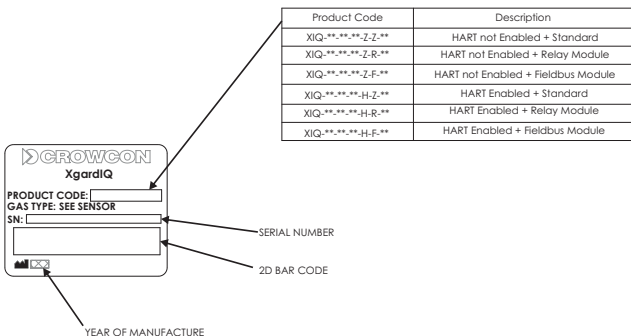 Product Code Description
XIQ-**-**-**-Z-Z-** HART not Enabled + Standard
XIQ-**-**-**-Z-R-** HART not Enabled + Relay Module
XIQ-**-**-**-Z-F-** HART not Enabled + Fieldbus Module
XIQ-**-**-**-H-Z-** HART Enabled + Standard
XIQ-**-**-**-H-R-** HART Enabled + Relay Module
XIQ-**-**-**-H-F-** HART Enabled + Fieldbus Module
CROWCON
XgardIQ
PRODUCT CODE:
GAS TYPE: SEE SENSOR
SN:
SERIAL NUMBER
2D BAR CODE
YEAR OF MANUFACTURE